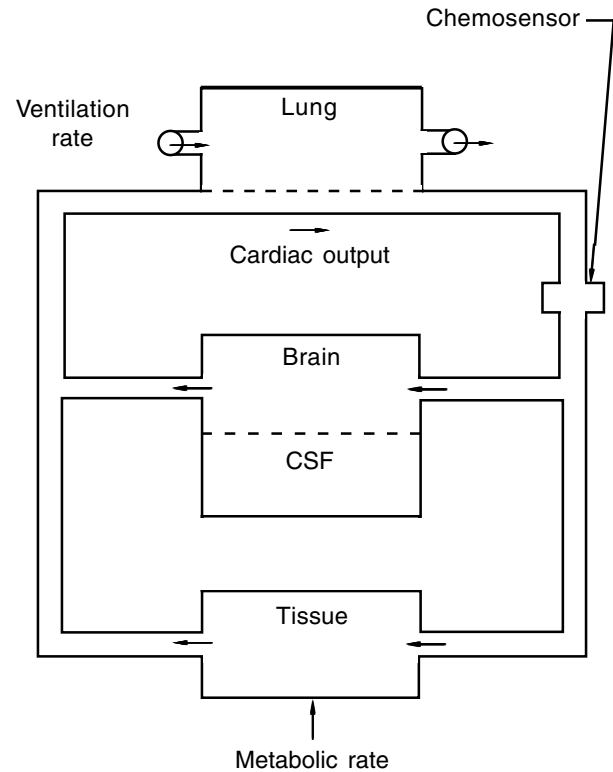 Chemosensor
Ventilation
rate
Lung
Cardiac output
Brain
CSF
Tissue
Metabolic rate